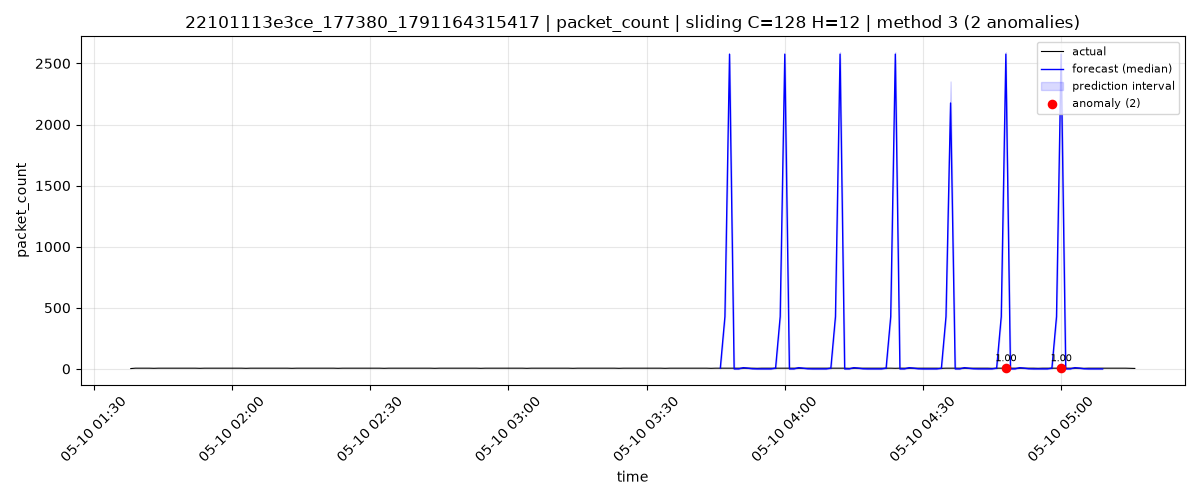 22101113e3ce_177380_1791164315417 | packet_count | sliding C=128 H=12 | method 3 (2 anomalies)
actual
forecast (median)
prediction interval
anomaly (2)
2500
2000
1500
1000
500
0
packet_count
1.00
1.00
05-10 01:30
05-10 02:00
05-10 02:30
05-10 03:00
05-10 03:30
05-10 04:00
05-10 04:30
05-10 05:00
time